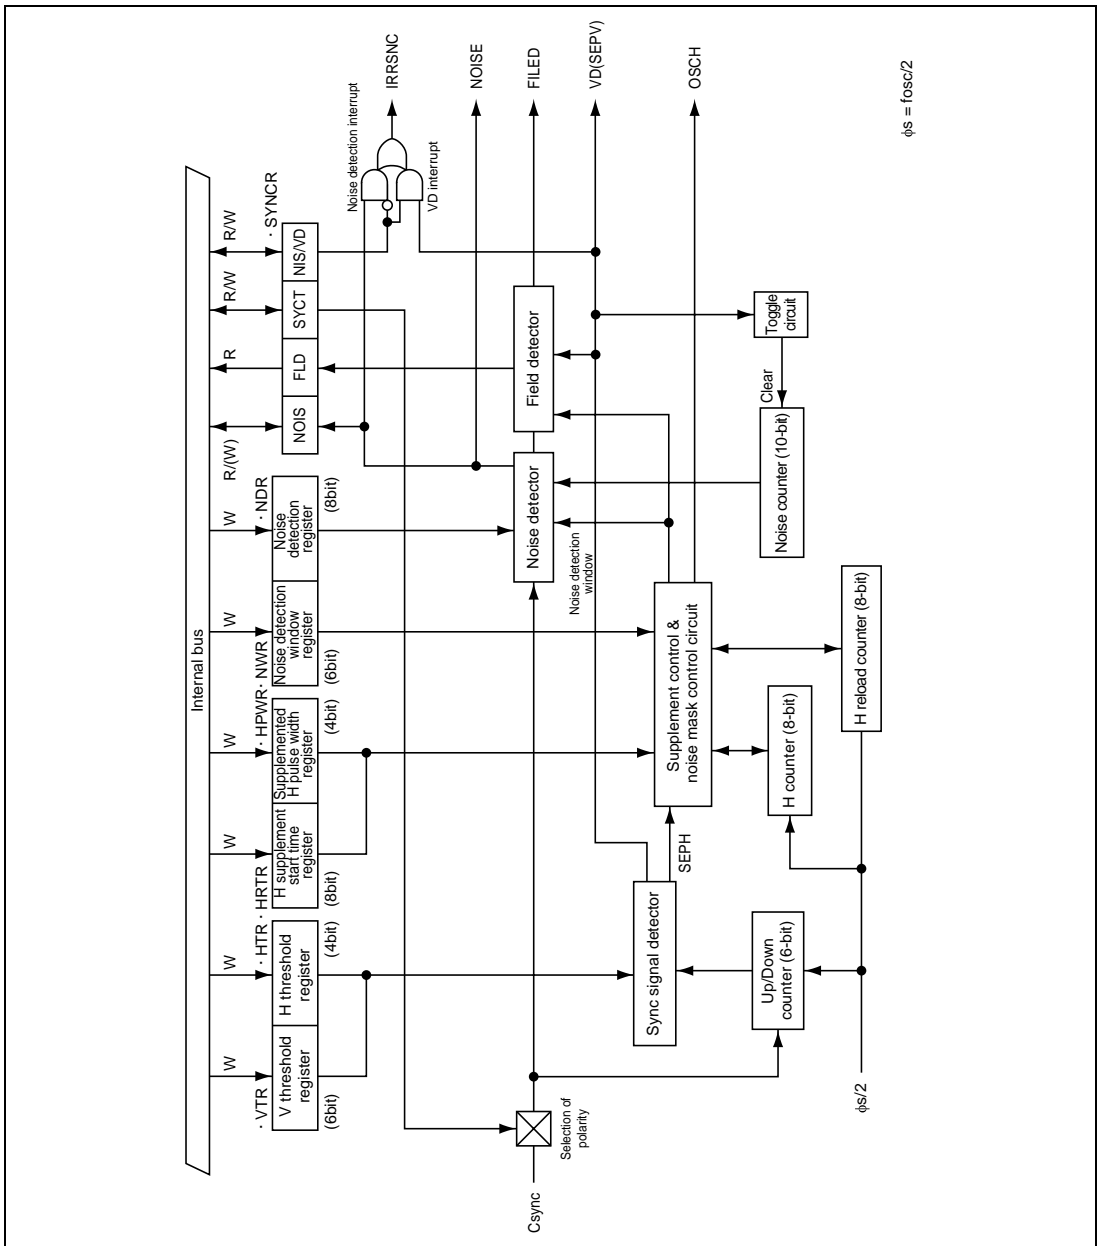 Internal bus
W
W
W
W
W
W
R/(W)
R
R/W
R/W
· VTR
· HTR
· HRTR
· HPWR
· NWR
· NDR
· SYNCR
V threshold
register
(6bit)
H threshold
register
(4bit)
H supplement
start time
register
(8bit)
Supplemented
H pulse width
register
(4bit)
Noise detection
window
register
(6bit)
Noise
detection
register
(8bit)
NOIS
FLD
SYCT
NIS/VD
Noise detection interrupt
VD interrupt
IRRSNC
NOISE
FILED
VD(SEPV)
OSCH
Csync
Selection of
polarity
Noise detector
Field detector
Noise detection
window
Sync signal detector
SEPH
Supplement control &
noise mask control circuit
Toggle
circuit
Clear
Noise counter (10-bit)
Up/Down
counter (6-bit)
H counter (8-bit)
H reload counter (8-bit)
ϕs/2
ϕs = fosc/2